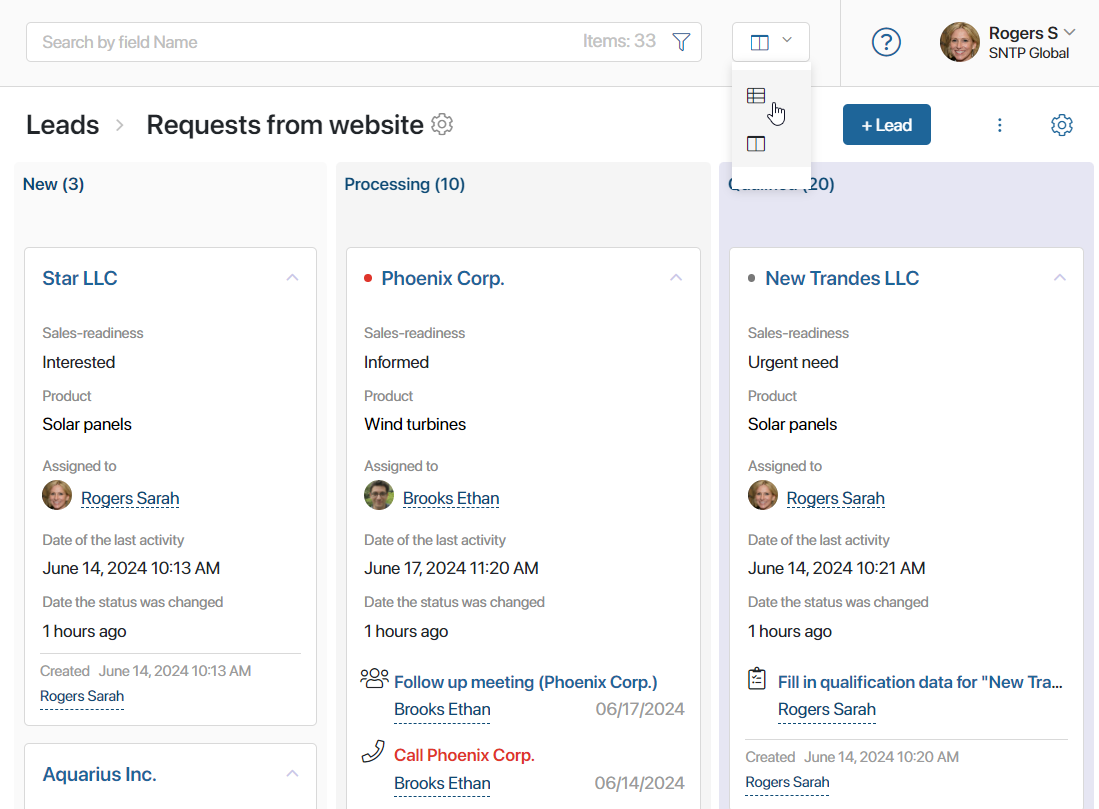 Search by field Name
Items: 33
?
Rogers S
SNTP Global
Leads > Requests from website
+ Lead
New (3)
Processing (10)
(20)
Star LLC
Sales-readiness
Interested
Product
Solar panels
Assigned to
Rogers Sarah
Date of the last activity
June 14, 2024 10:13 AM
Date the status was changed
1 hours ago
Created June 14, 2024 10:13 AM
Rogers Sarah
Aquarius Inc.
Phoenix Corp.
Sales-readiness
Informed
Product
Wind turbines
Assigned to
Brooks Ethan
Date of the last activity
June 17, 2024 11:20 AM
Date the status was changed
1 hours ago
Follow up meeting (Phoenix Corp.)
Brooks Ethan 06/17/2024
Call Phoenix Corp.
Brooks Ethan 06/14/2024
New Trandes LLC
Sales-readiness
Urgent need
Product
Solar panels
Assigned to
Rogers Sarah
Date of the last activity
June 14, 2024 10:21 AM
Date the status was changed
1 hours ago
Fill in qualification data for "New Tra...
Rogers Sarah
Created June 14, 2024 10:20 AM
Rogers Sarah